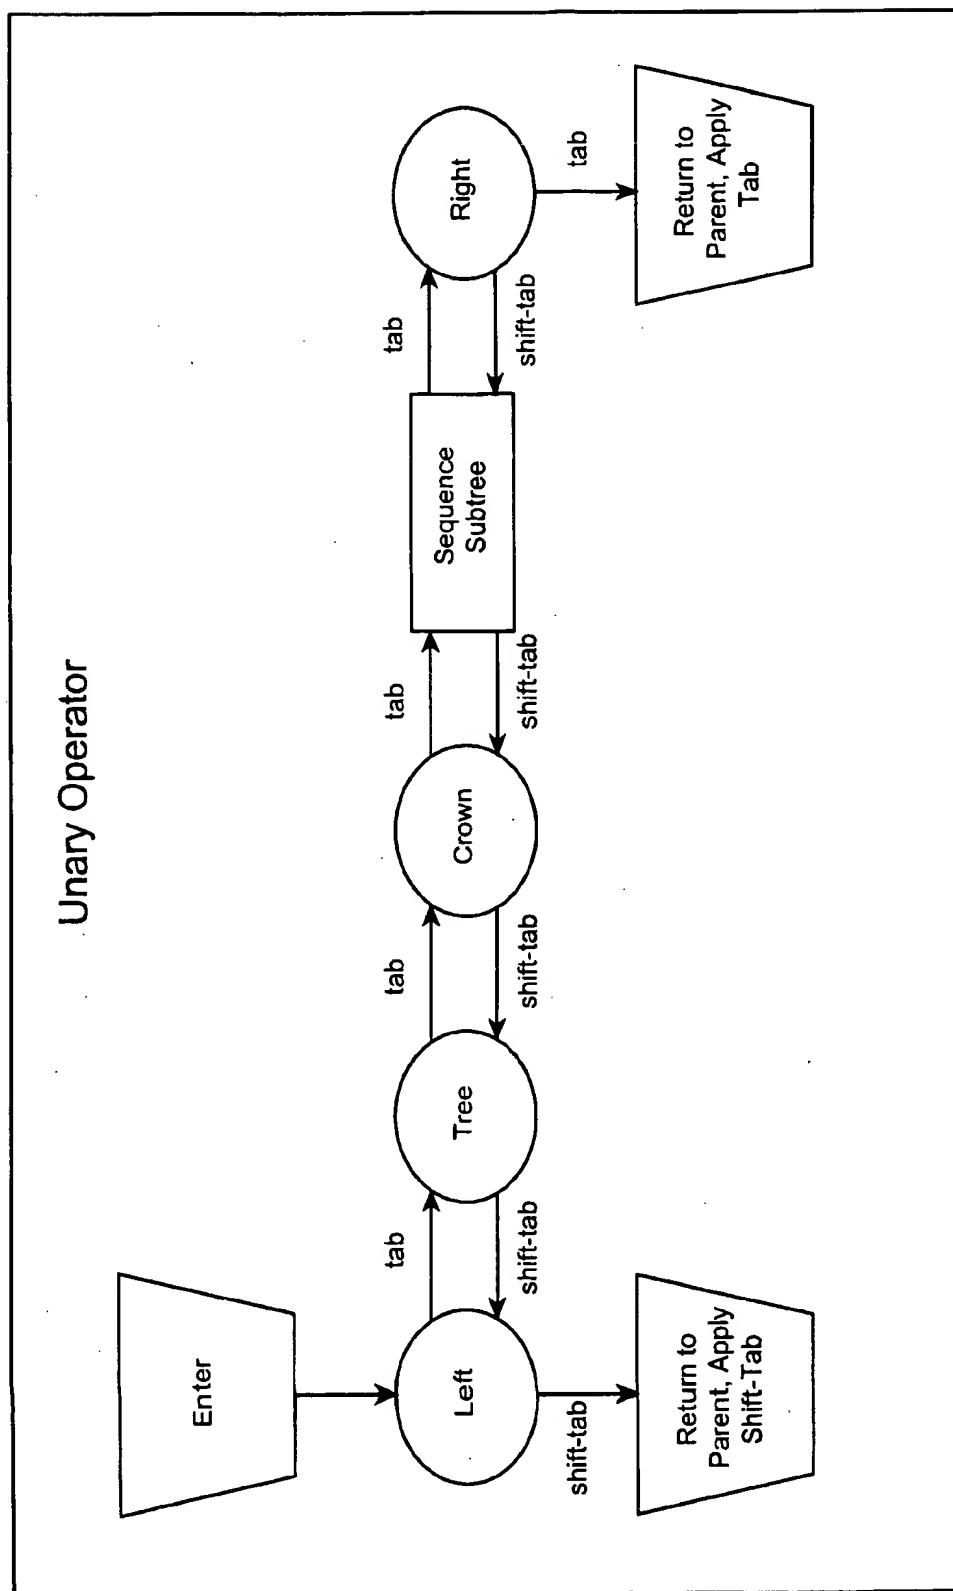 Unary Operator
Enter
tab
tab
tab
tab
Left
Tree
Crown
Sequence
Subtree
Right
shift-tab
shift-tab
shift-tab
shift-tab
shift-tab
tab
Return to
Parent, Apply
Shift-Tab
Return to
Parent, Apply
Tab